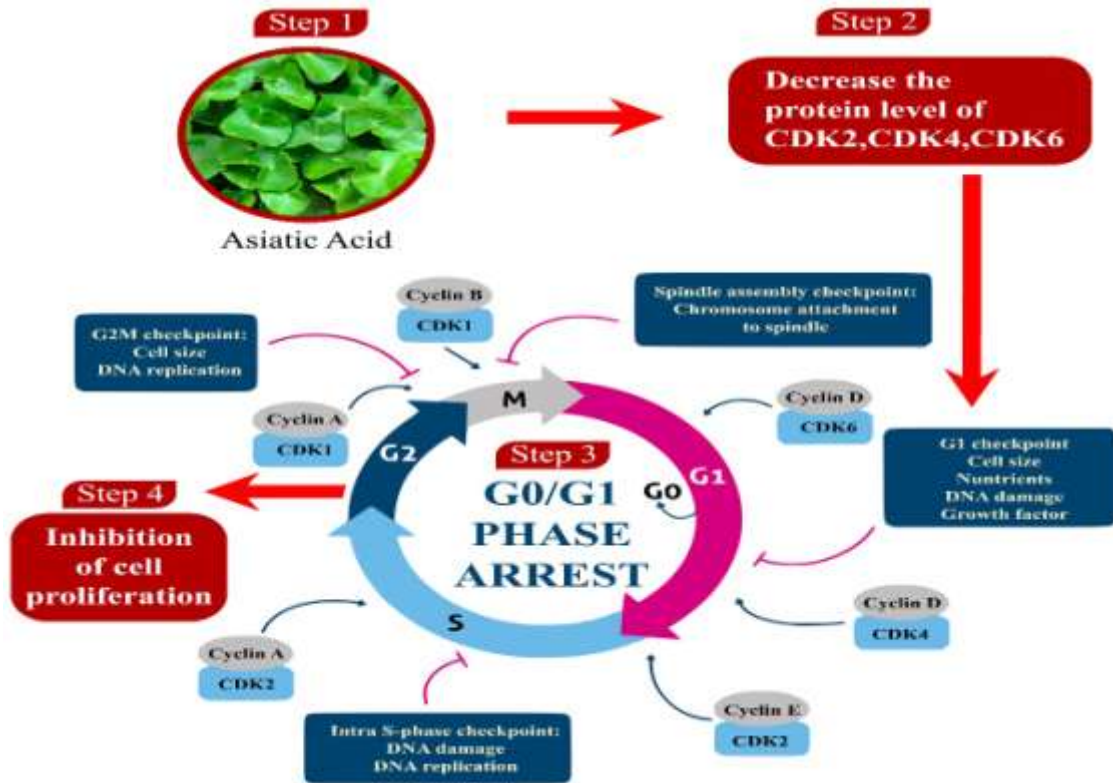 Step 1
Step 2
Decrease the
protein level of
CDK2,CDK4,CDK6
Asiatic Acid
Cyclin B
CDK1
Spindle assembly checkpoint:
Chromosome attachment
to spindle
G2M checkpoint:
Cell size
DNA replication
Cyclin A
CDK1
Cyclin D
CDK6
M
G2
G1
G0
S
Step 3
G0/G1
PHASE
ARREST
G1 checkpoint
Cell size
Nuntrients
DNA damage
Growth factor
Step 4
Inhibition
of cell
proliferation
Cyclin D
CDK4
Cyclin A
CDK2
Cyclin E
CDK2
Intra S-phase checkpoint:
DNA damage
DNA replication